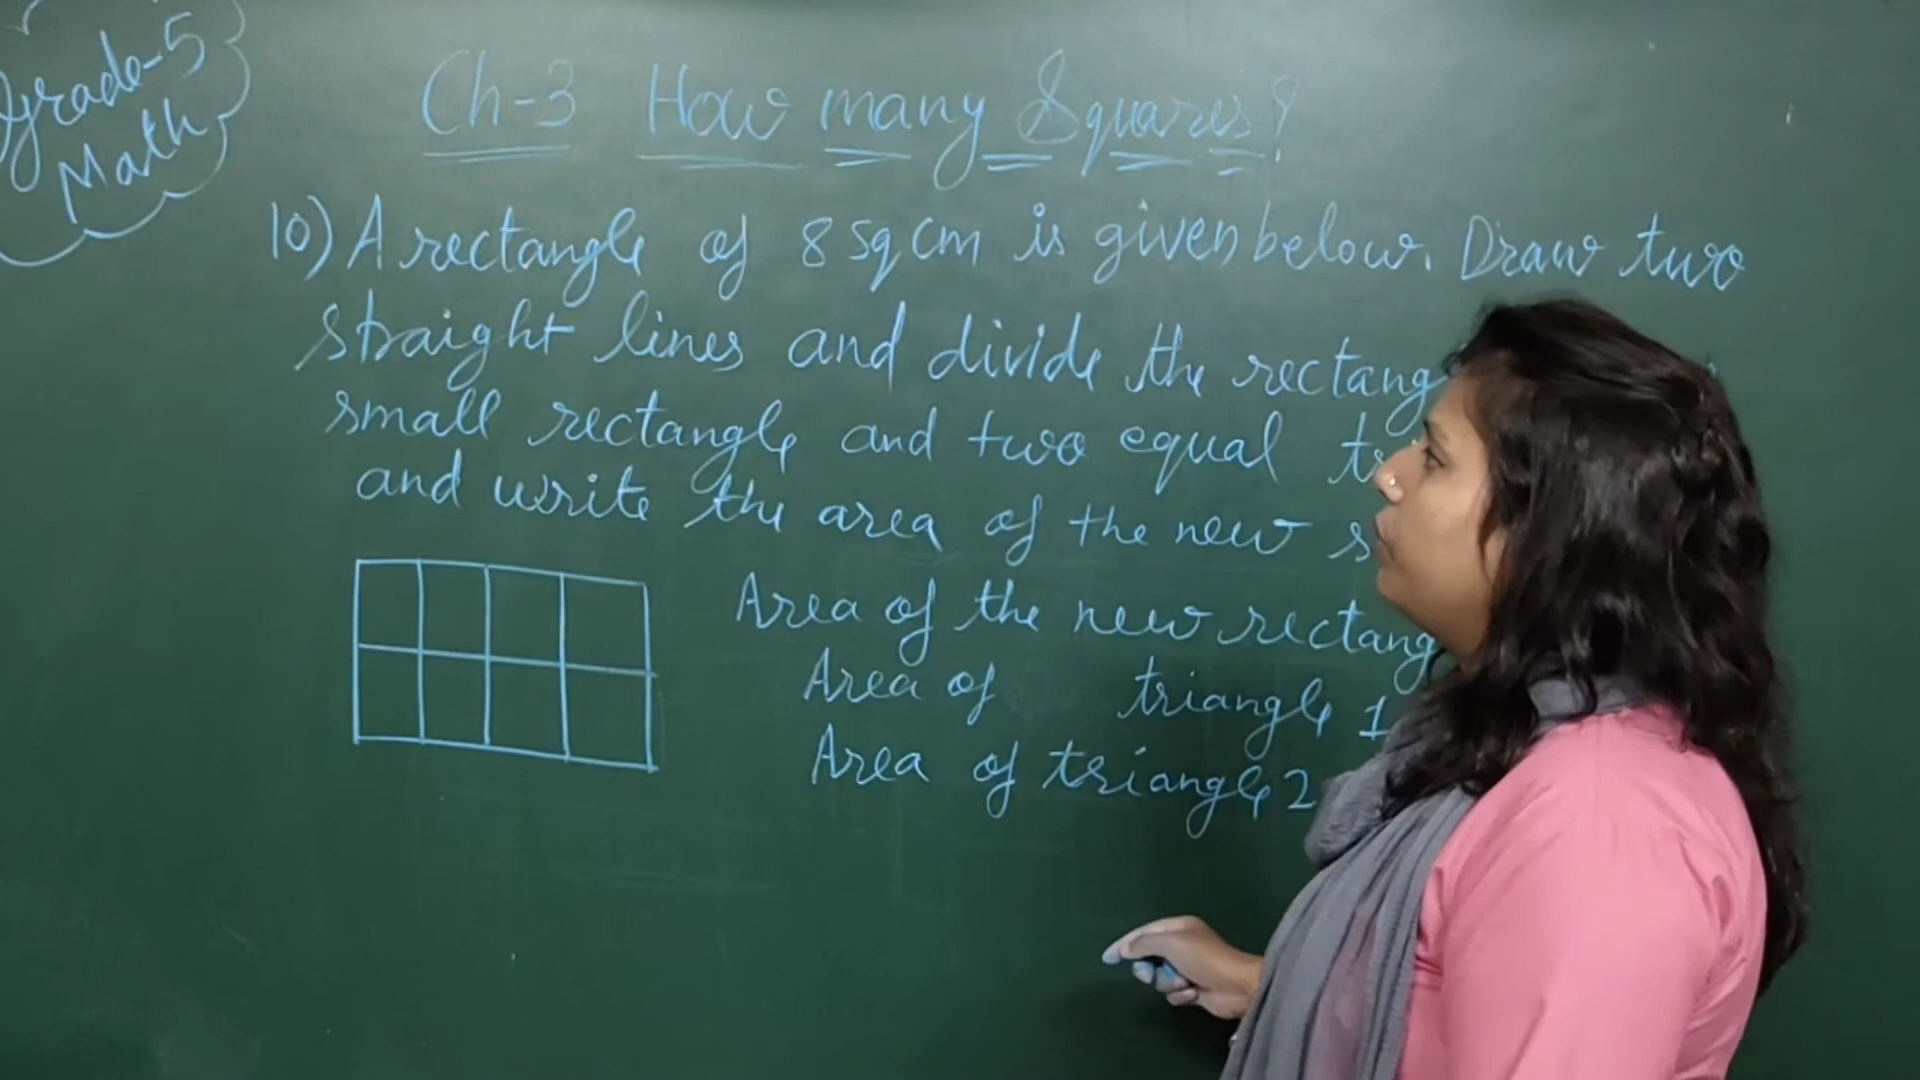 Grade-5
Math
Ch-3 How many Squares?
10) A rectangle of 8 sq cm is given below. Draw two
straight lines and divide the rectang
small rectangle and two equal tr
and write the area of the new s
Area of the new rectang
Area of triangle 1
Area of triangle 2